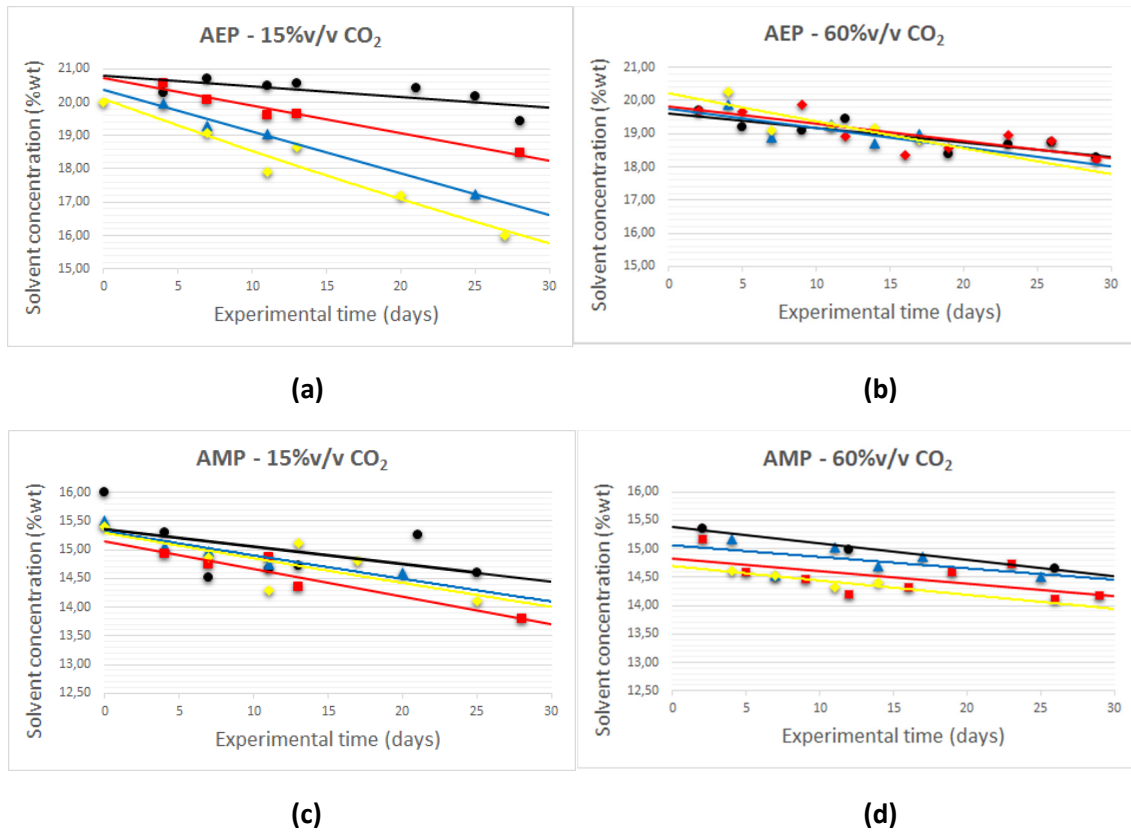 AEP - 15%v/v CO₂
Solvent concentration (%wt)
21,00
20,00
19,00
18,00
17,00
16,00
15,00
0 5 10 15 20 25 30
Experimental time (days)
(a)
AEP - 60%v/v CO₂
Solvent concentration (%wt)
21,00
20,00
19,00
18,00
17,00
16,00
15,00
0 5 10 15 20 25 30
Experimental time (days)
(b)
AMP - 15%v/v CO₂
Solvent concentration (%wt)
16,00
15,50
15,00
14,50
14,00
13,50
13,00
12,50
0 5 10 15 20 25 30
Experimental time (days)
(c)
AMP - 60%v/v CO₂
Solvent concentration (%wt)
16,00
15,50
15,00
14,50
14,00
13,50
13,00
12,50
0 5 10 15 20 25 30
Experimental time (days)
(d)